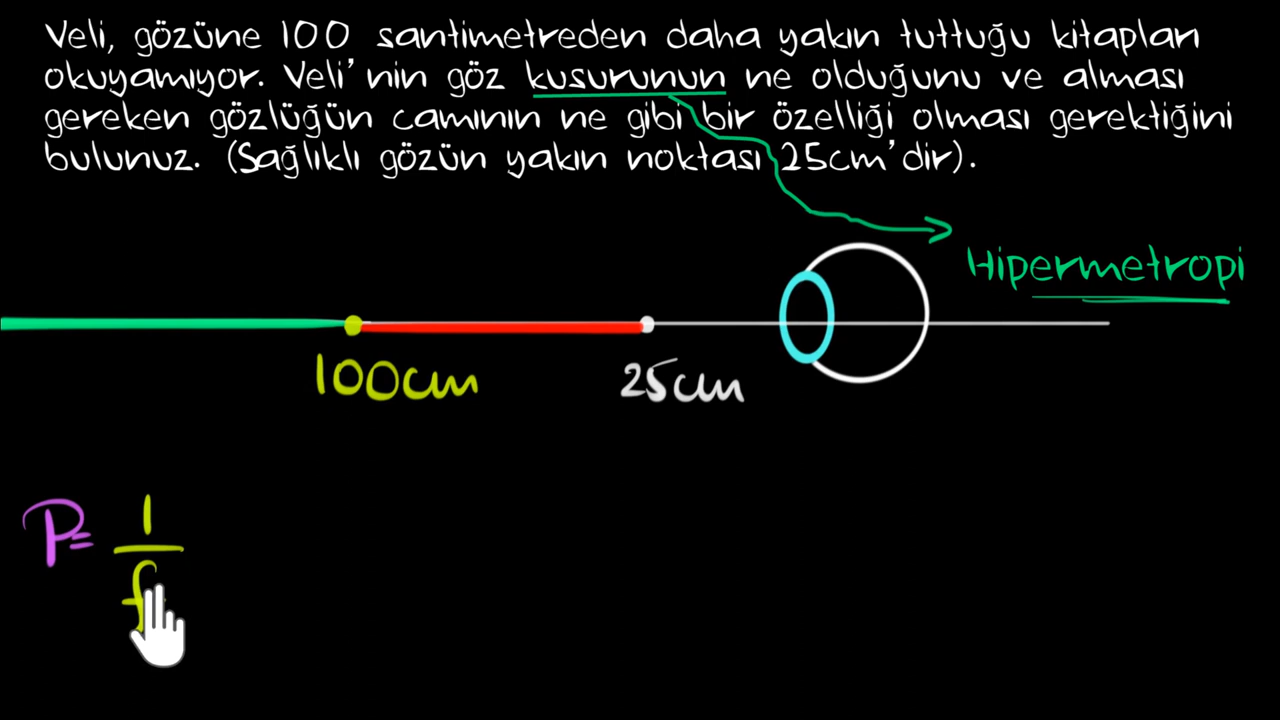 Veli, gözüne 100 santimetreden daha yakın tuttuğu kitapları
okuyamıyor. Veli'nin göz kusurunun ne olduğunu ve alması
gereken gözlüğün camının ne gibi bir özelliği olması gerektiğini
bulunuz. (Sağlıklı gözün yakın noktası 25cm'dir).
Hipermetropi
100cm
25cm
P= 1/f